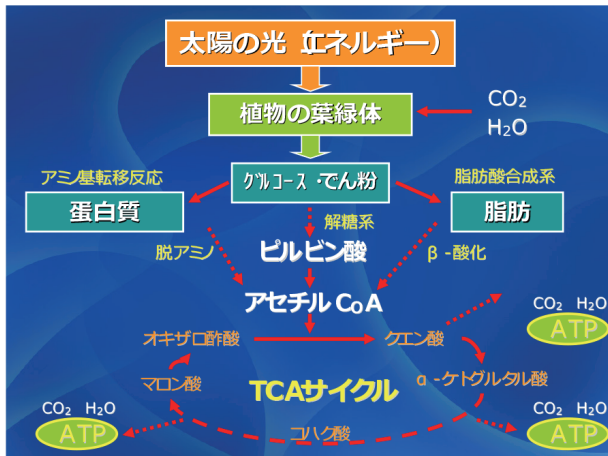 太陽の光（エネルギー）
植物の葉緑体
CO2
H2O
アミノ基転移反応
グルコース・でん粉
脂肪酸合成系
蛋白質
脂肪
解糖系
脱アミノ
ピルビン酸
β-酸化
アセチルCoA
CO2 H2O
ATP
オキザロ酢酸
クエン酸
マロン酸
TCAサイクル
α-ケトグルタル酸
CO2 H2O
ATP
コハク酸
CO2 H2O
ATP